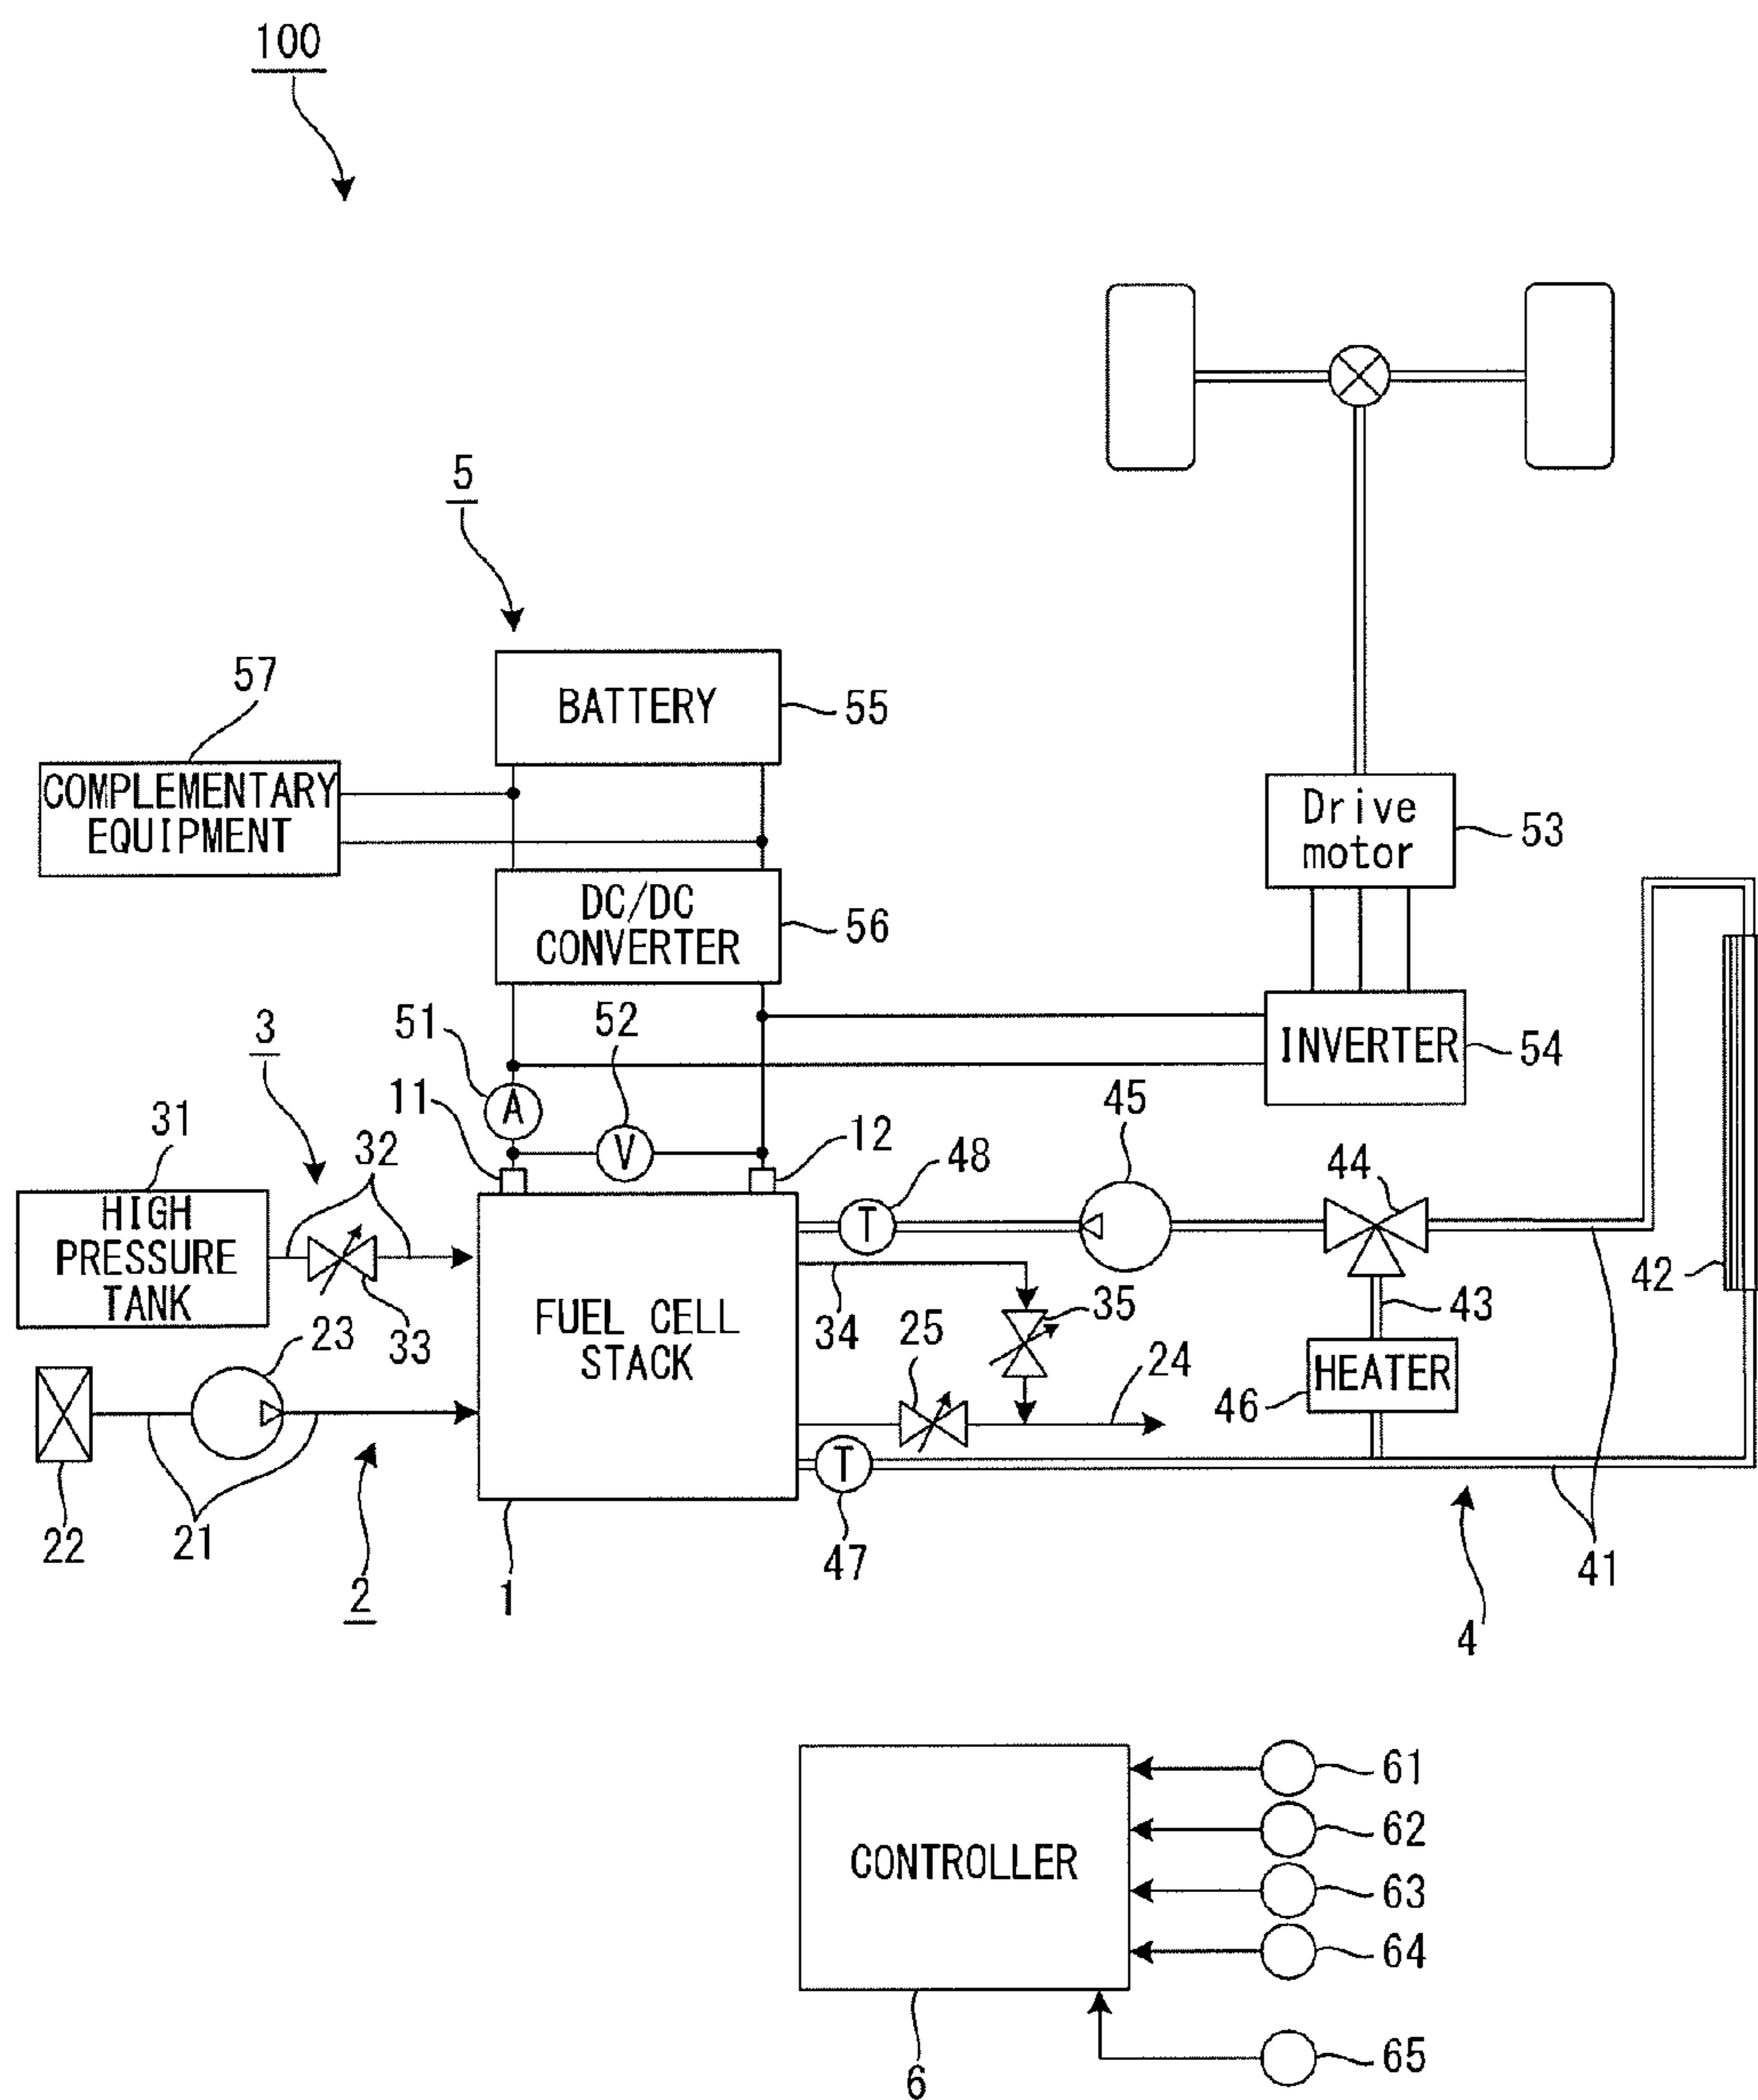 100
5
57
BATTERY
55
COMPLEMENTARY
EQUIPMENT
Drive
motor
53
DC/DC
CONVERTER
56
52
51
3
INVERTER
54
11
A
45
31
32
V
12
48
44
HIGH
PRESSURE
TANK
T
42
33
34
35
43
FUEL CELL
STACK
23
25
24
HEATER
46
T
22
21
2
1
47
41
4
61
62
CONTROLLER
63
64
6
65